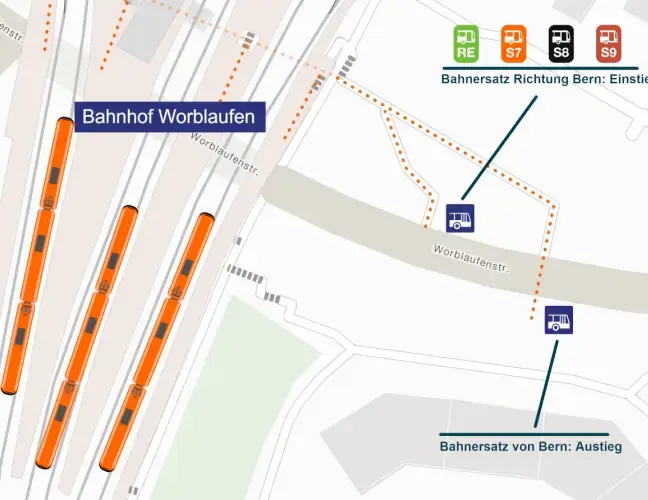 RE S7 S8 S9
Bahnersatz Richtung Bern: Einstie
Bahnhof Worblaufen
Worblaufenstr.
Worblaufenstr.
Bahnersatz von Bern: Austieg